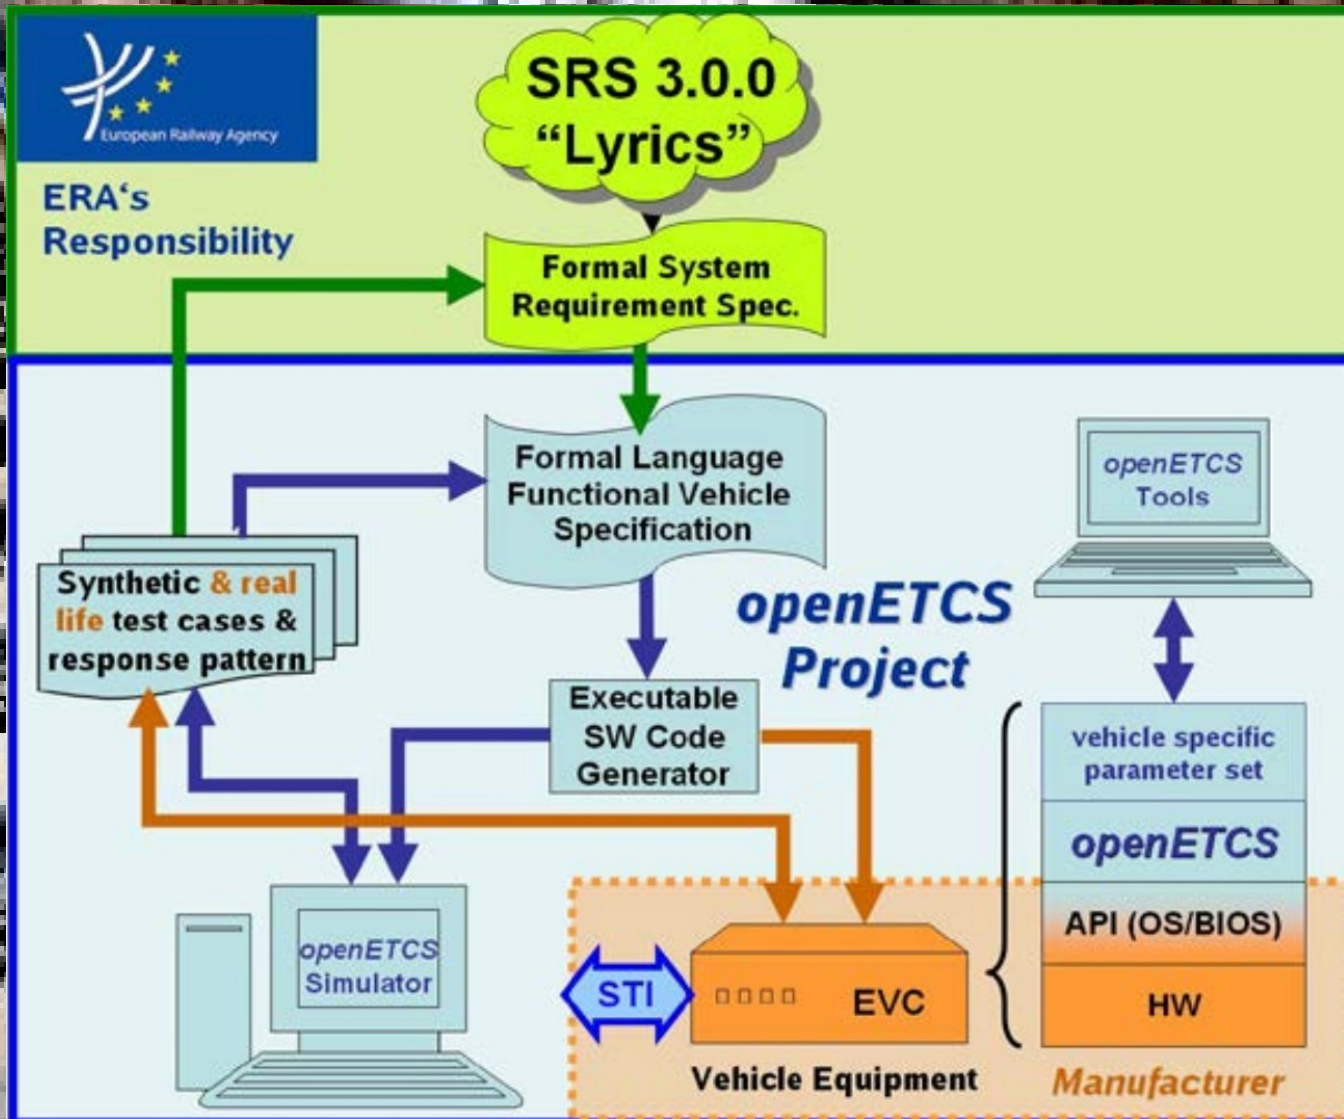 European Railway Agency
ERA‘s
Responsibility
SRS 3.0.0
“Lyrics”
Formal System
Requirement Spec.
Formal Language
Functional Vehicle
Specification
openETCS
Tools
Synthetic & real
life test cases &
response pattern
openETCS
Project
Executable
SW Code
Generator
vehicle specific
parameter set
openETCS
API (OS/BIOS)
HW
openETCS
Simulator
STI
EVC
Vehicle Equipment
Manufacturer